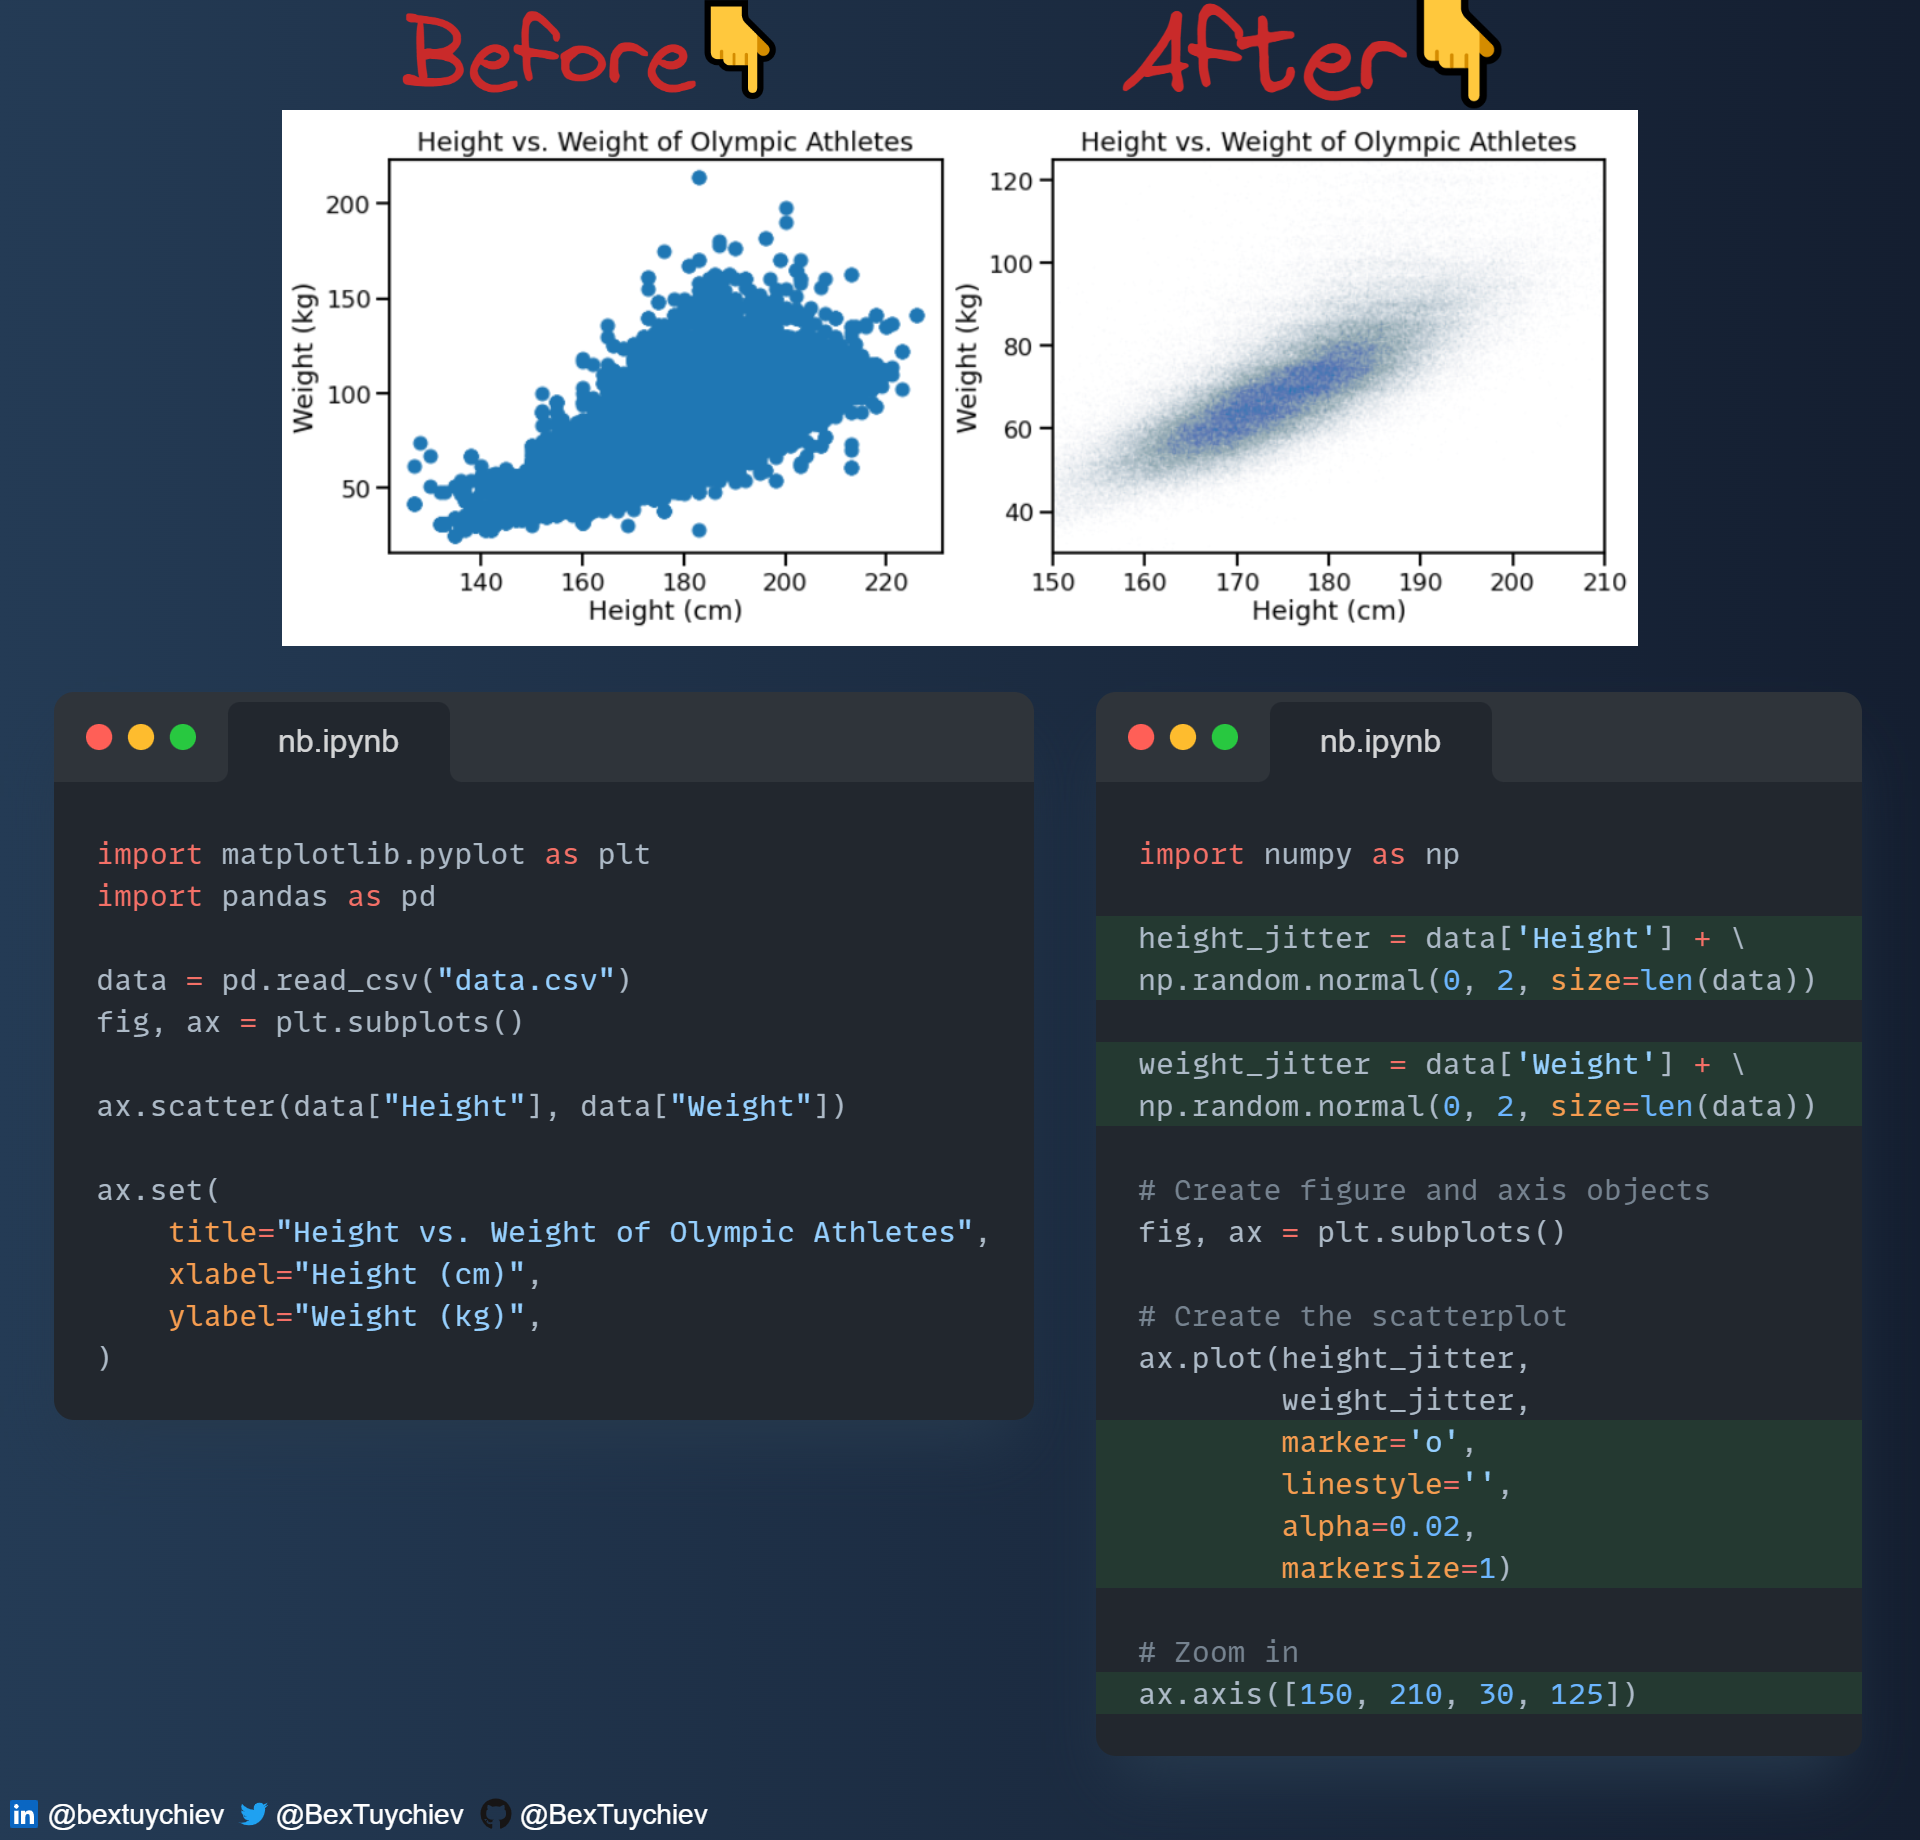 Before
After
Height vs. Weight of Olympic Athletes
200
150
100
50
Weight (kg)
140 160 180 200 220
Height (cm)
Height vs. Weight of Olympic Athletes
120
100
80
60
40
Weight (kg)
150 160 170 180 190 200 210
Height (cm)
nb.ipynb
import matplotlib.pyplot as plt
import pandas as pd
data = pd.read_csv("data.csv")
fig, ax = plt.subplots()
ax.scatter(data["Height"], data["Weight"])
ax.set(
    title="Height vs. Weight of Olympic Athletes",
    xlabel="Height (cm)",
    ylabel="Weight (kg)",
)
nb.ipynb
import numpy as np
height_jitter = data['Height'] + \
np.random.normal(0, 2, size=len(data))
weight_jitter = data['Weight'] + \
np.random.normal(0, 2, size=len(data))
# Create figure and axis objects
fig, ax = plt.subplots()
# Create the scatterplot
ax.plot(height_jitter,
        weight_jitter,
        marker='o',
        linestyle='',
        alpha=0.02,
        markersize=1)
# Zoom in
ax.axis([150, 210, 30, 125])
in @bextuychiev @BexTuychiev @BexTuychiev